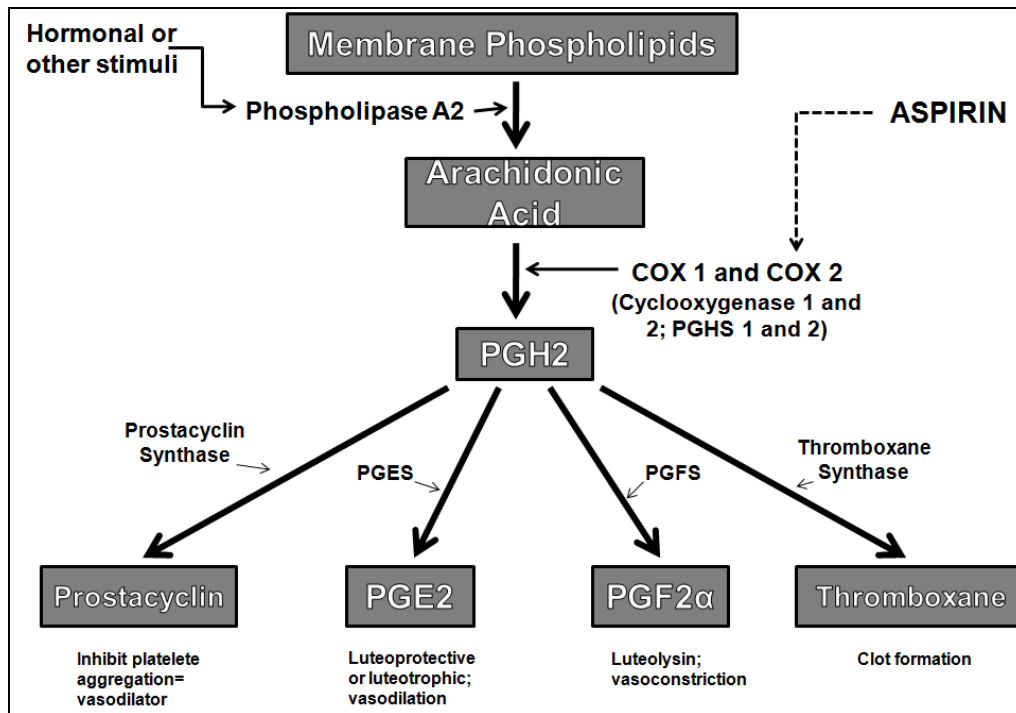 Hormonal or
other stimuli
Membrane Phospholipids
Phospholipase A2
ASPIRIN
Arachidonic
Acid
COX 1 and COX 2
(Cyclooxygenase 1 and
2; PGHS 1 and 2)
PGH2
Prostacyclin
Synthase
PGES
PGFS
Thromboxane
Synthase
Prostacyclin
PGE2
PGF2α
Thromboxane
Inhibit platelete
aggregation=
vasodilator
Luteoprotective
or luteotrophic;
vasodilation
Luteolysin;
vasoconstriction
Clot formation